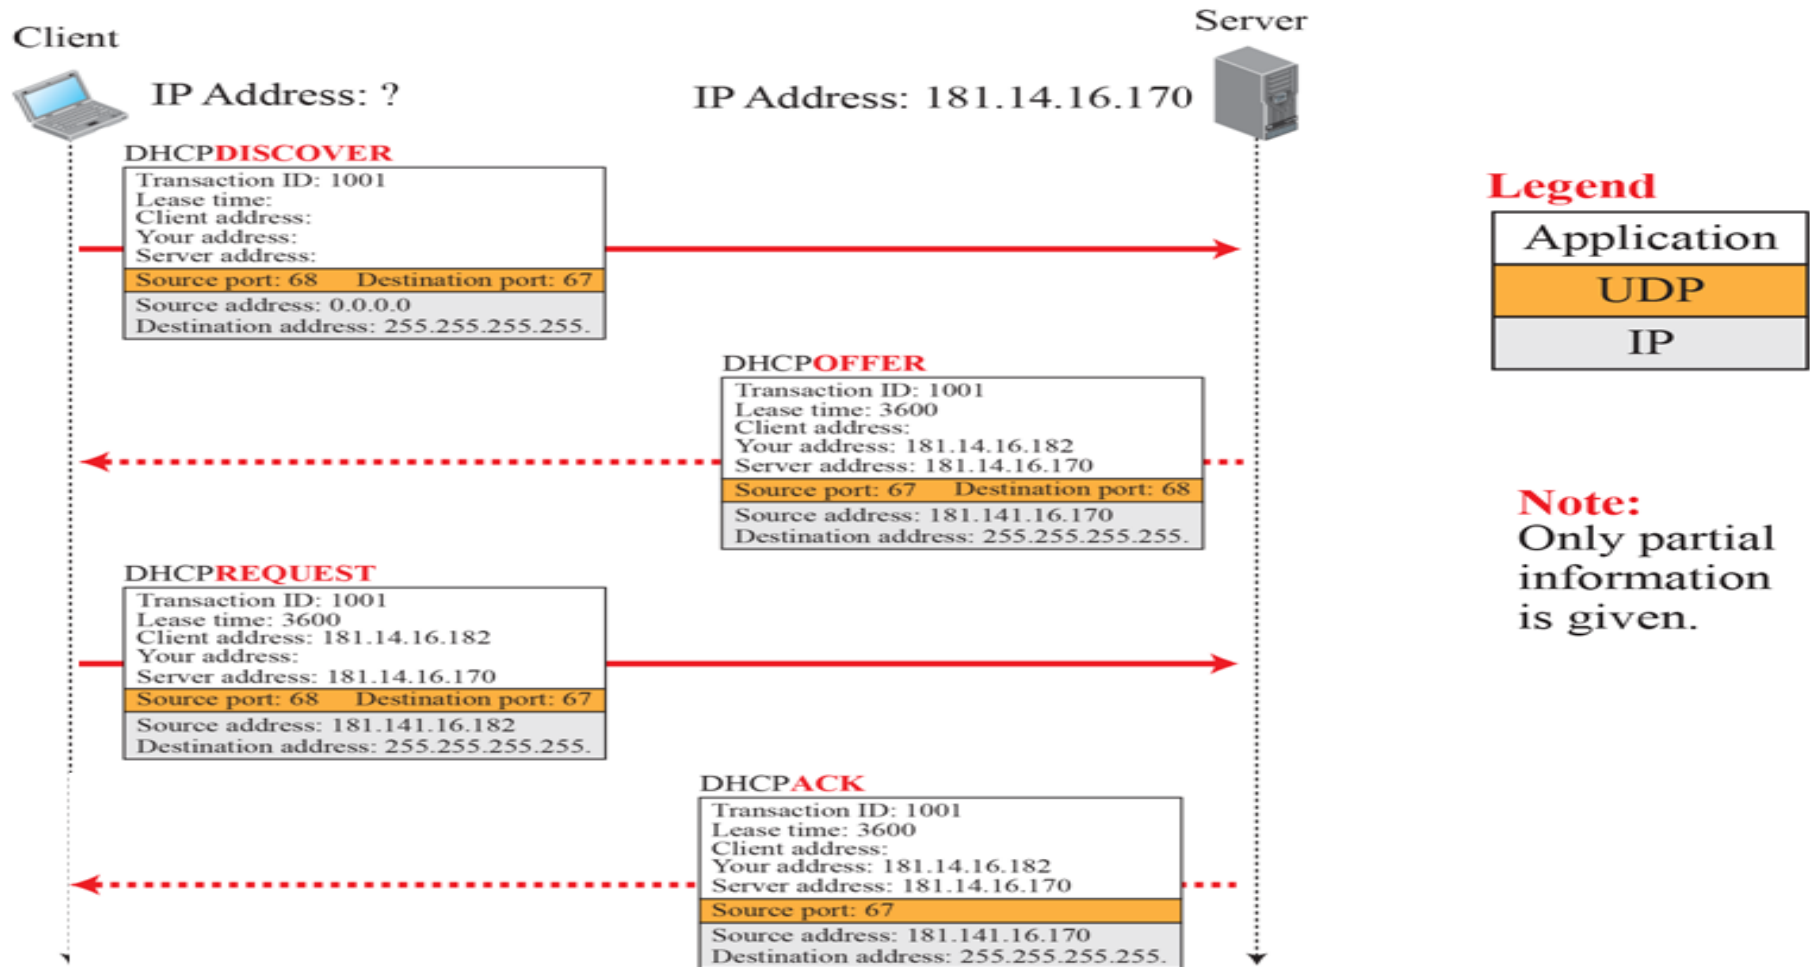 Client
Server
IP Address: ?
IP Address: 181.14.16.170
DHCPDISCOVER
Transaction ID: 1001
Lease time:
Client address:
Your address:
Server address:
Source port: 68 Destination port: 67
Source address: 0.0.0.0
Destination address: 255.255.255.255.
Legend
Application
UDP
IP
DHCPOFFER
Transaction ID: 1001
Lease time: 3600
Client address:
Your address: 181.14.16.182
Server address: 181.14.16.170
Source port: 67 Destination port: 68
Source address: 181.141.16.170
Destination address: 255.255.255.255.
Note:
Only partial
information
is given.
DHCPREQUEST
Transaction ID: 1001
Lease time: 3600
Client address: 181.14.16.182
Your address:
Server address: 181.14.16.170
Source port: 68 Destination port: 67
Source address: 181.141.16.182
Destination address: 255.255.255.255.
DHCPACK
Transaction ID: 1001
Lease time: 3600
Client address:
Your address: 181.14.16.182
Server address: 181.14.16.170
Source port: 67
Source address: 181.141.16.170
Destination address: 255.255.255.255.